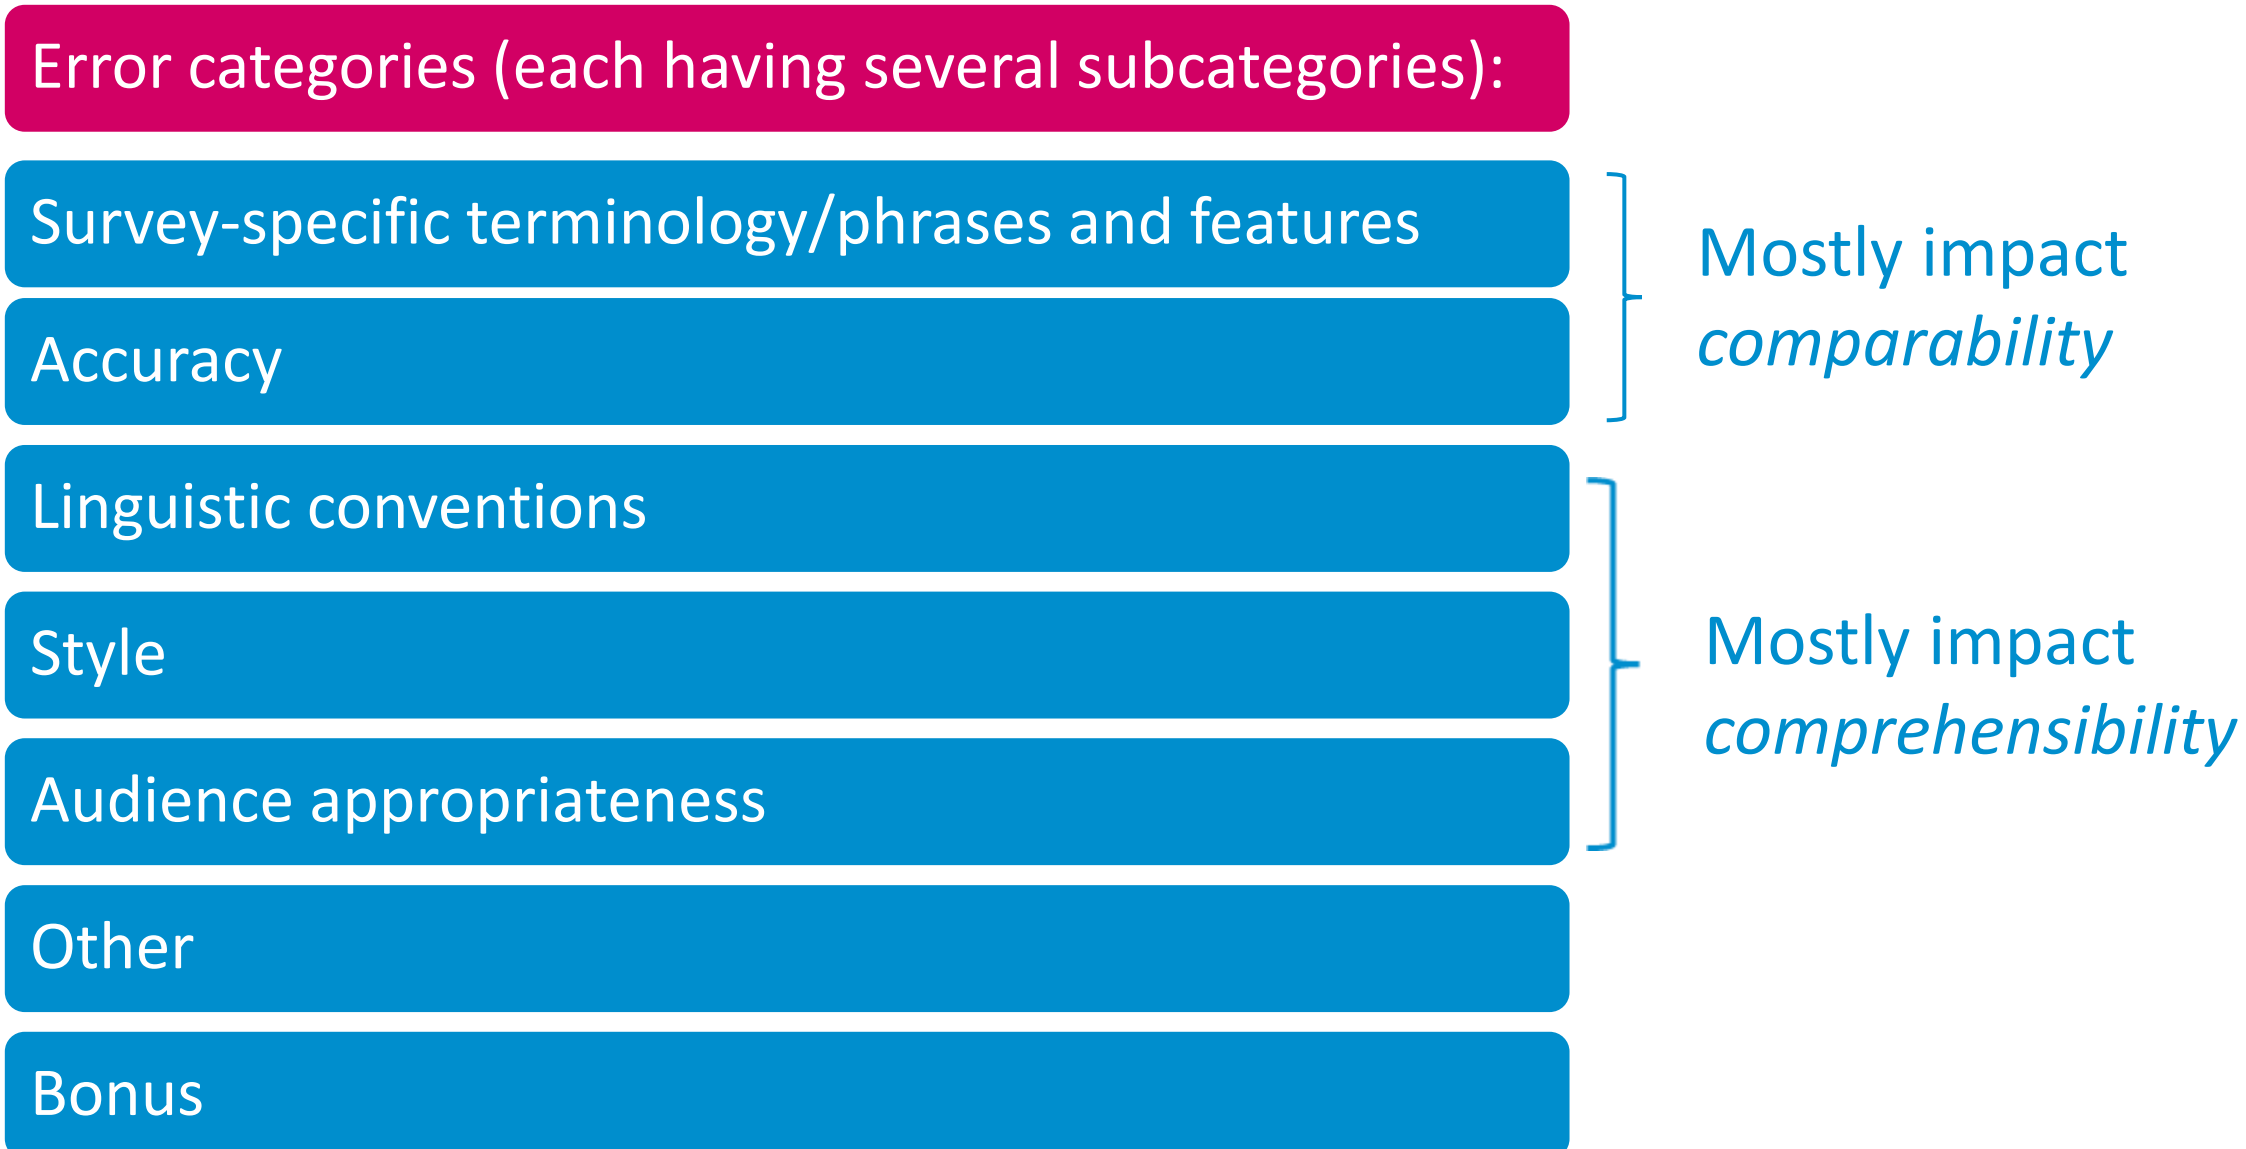 Error categories (each having several subcategories):
Survey-specific terminology/phrases and features
Accuracy
Mostly impact
comparability
Linguistic conventions
Style
Audience appropriateness
Mostly impact
comprehensibility
Other
Bonus